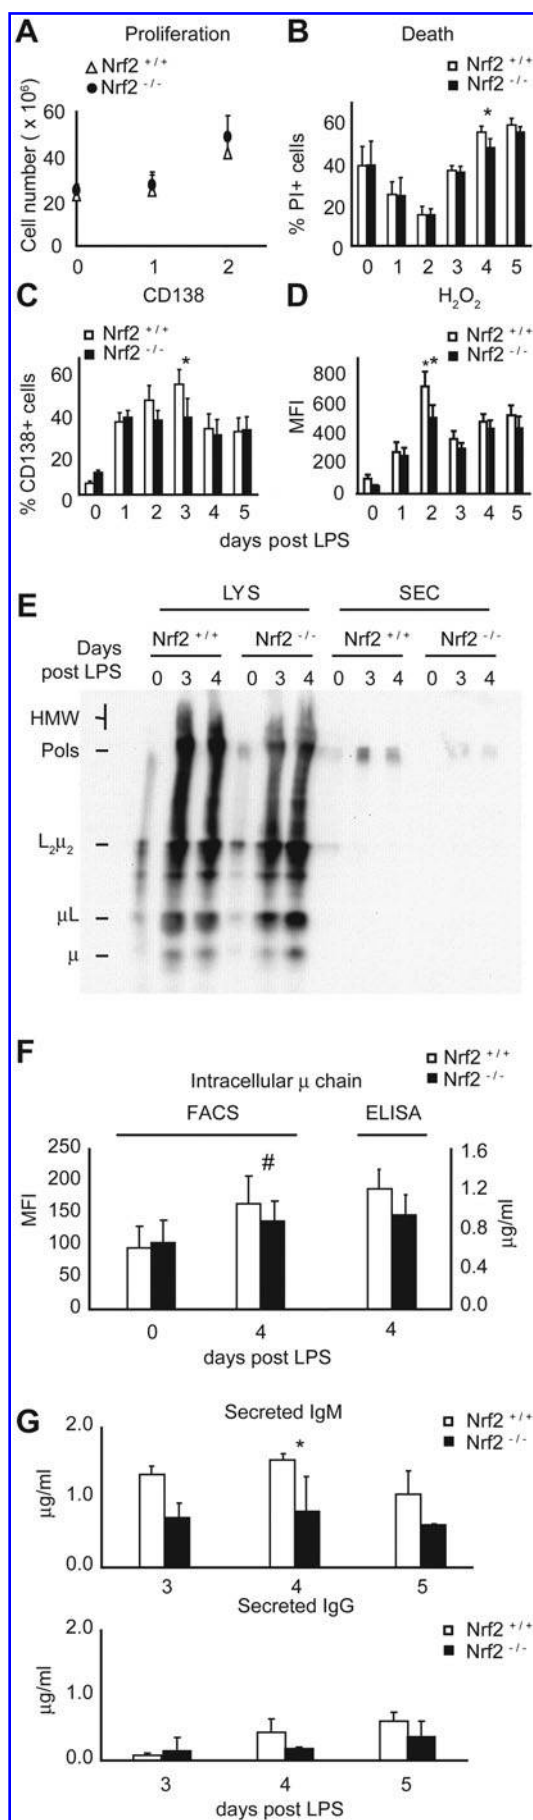 A Proliferation
△ Nrf2 +/+
● Nrf2 -/-
Cell number ( x 10⁶)
60
40
20
0
0 1 2
B Death
Nrf2 +/+
Nrf2 -/-
% PI+ cells
60
40
20
0
*
0 1 2 3 4 5
C CD138
Nrf2 +/+
Nrf2 -/-
% CD138+ cells
60
40
20
0
*
0 1 2 3 4 5
D H₂O₂
Nrf2 +/+
Nrf2 -/-
MFI
800
600
400
200
0
**
0 1 2 3 4 5
days post LPS
E LYS SEC
Days
post LPS
Nrf2 +/+ Nrf2 -/- Nrf2 +/+ Nrf2 -/-
0 3 4 0 3 4 0 3 4 0 3 4
HMW
Pols
L₂μ₂
μL
μ
F
Nrf2 +/+
Nrf2 -/-
Intracellular μ chain
FACS ELISA
MFI
250
200
150
100
50
0
#
1.6
1.2
0.8
0.4
0.0
μg/ml
0 4 4
days post LPS
G Secreted IgM
Nrf2 +/+
Nrf2 -/-
μg/ml
2.0
1.0
0.0
*
3 4 5
Secreted IgG
Nrf2 +/+
Nrf2 -/-
μg/ml
2.0
1.0
0.0
3 4 5
days post LPS